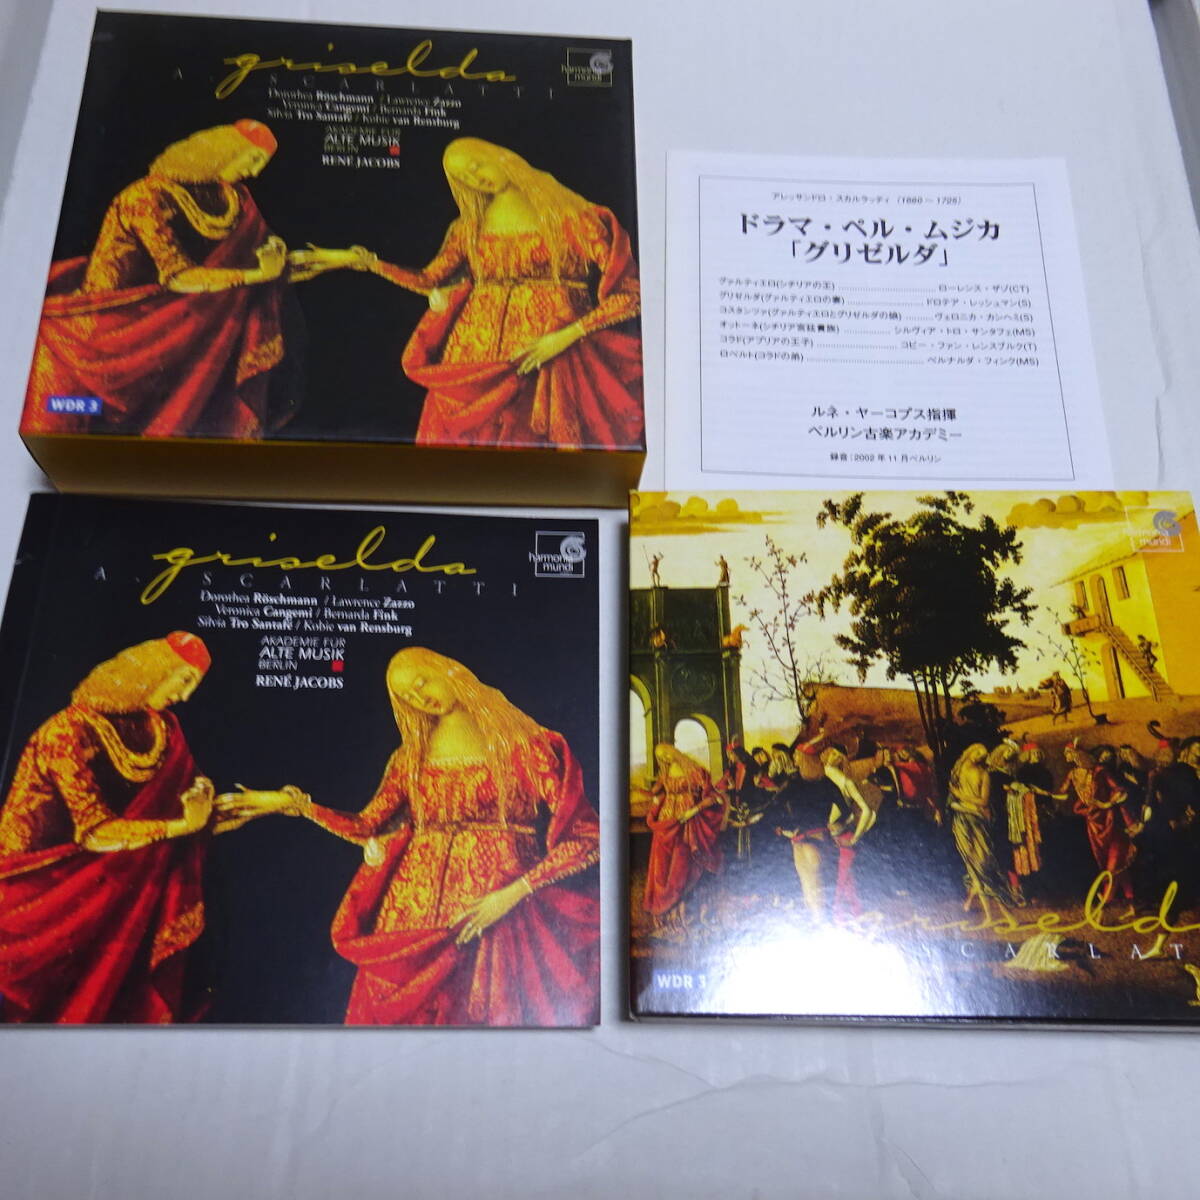 griselda
A. SCARLATTI
harmonia
mundi
Dorothea Röschmann / Lawrence Zazzo
Veronica Cangemi / Bernarda Fink
Silvia Tro Santafé / Kobie van Rensburg
AKADEMIE FÜR
ALTE MUSIK
BERLIN
RENÉ JACOBS
WDR 3
アレッサンドロ・スカルラッティ (1660〜1725)
ドラマ・ペル・ムジカ
「グリゼルダ」
グァルティエロ(シチリアの王) ローレンス・ザゾ(CT)
グリゼルダ(グァルティエロの妻) ドロテア・レッシュマン(S)
コスタンツァ(グァルティエロとグリゼルダの娘) ヴェロニカ・カンヘミ(S)
オットーネ(シチリア宮廷貴族) シルヴィア・トロ・サンタフェ(MS)
コラド(アプリアの王子) コビー・ファン・レンスブルク(T)
ロベルト(コラドの弟) ベルナルダ・フィンク(MS)
ルネ・ヤーコプス指揮
ベルリン古楽アカデミー
録音:2002年11月ベルリン
griselda
A. SCARLATTI
harmonia
mundi
Dorothea Röschmann / Lawrence Zazzo
Veronica Cangemi / Bernarda Fink
Silvia Tro Santafé / Kobie van Rensburg
AKADEMIE FÜR
ALTE MUSIK
BERLIN
RENÉ JACOBS
harmonia
mundi
griseld
SCARLAT
WDR 3